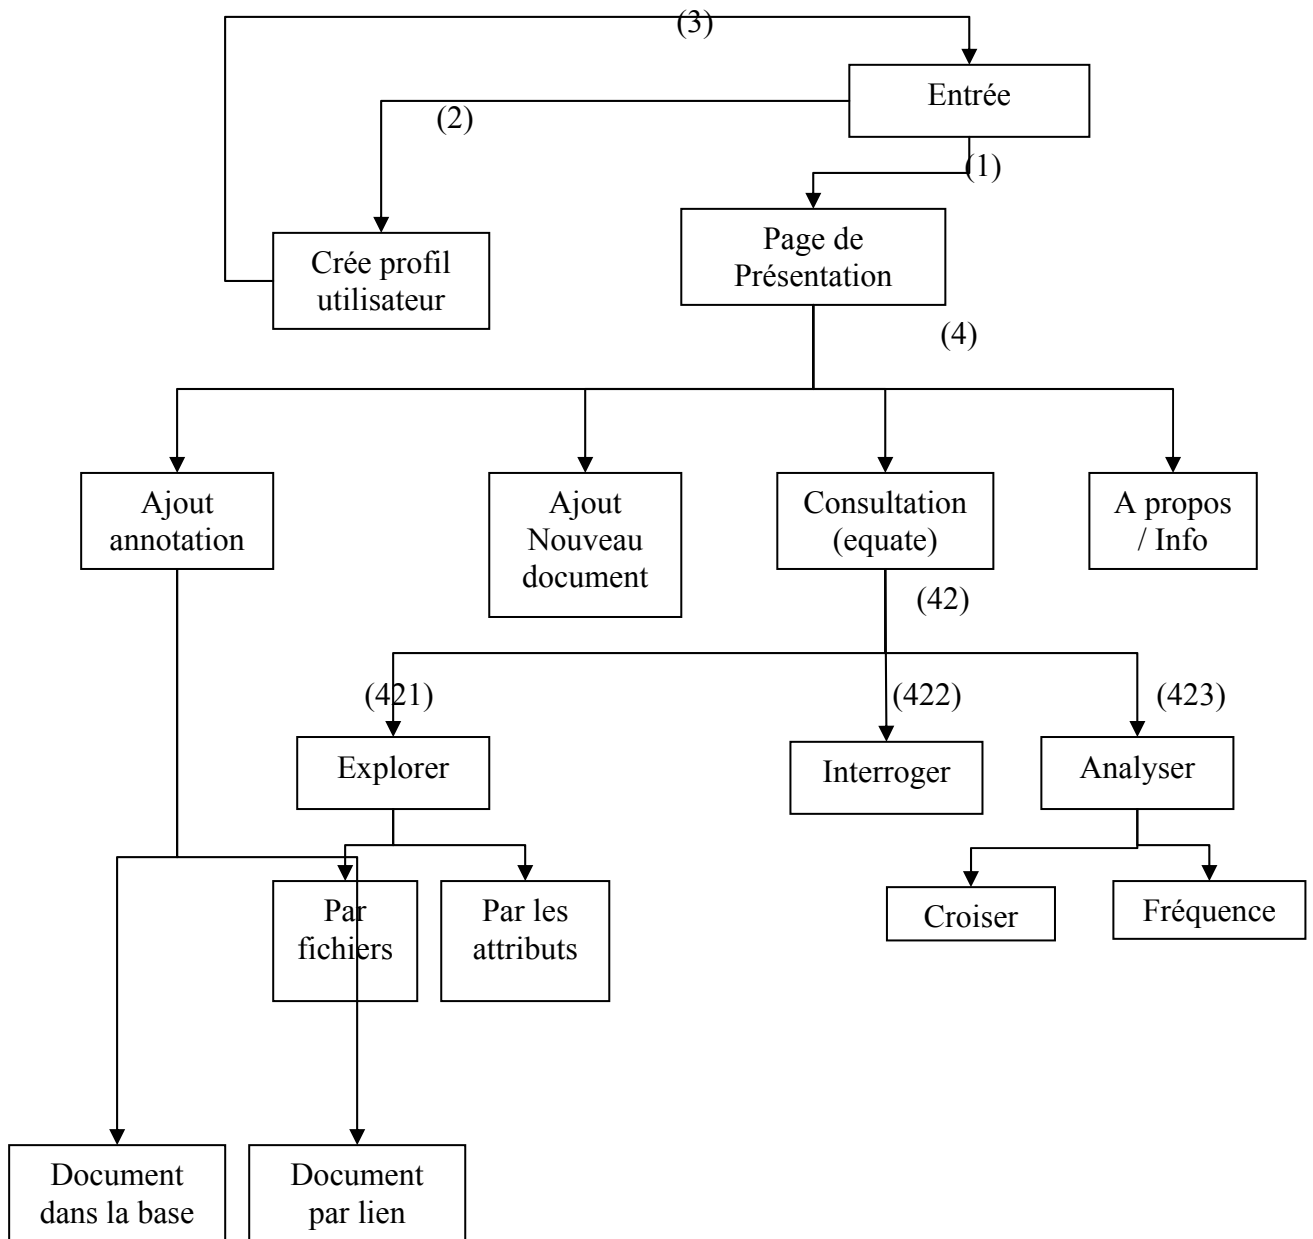 (3)
Entrée
(2)
(1)
Page de
Présentation
Crée profil
utilisateur
(4)
Ajout
annotation
Ajout
Nouveau
document
Consultation
(equate)
A propos
/ Info
(42)
(421)
(422)
(423)
Explorer
Interroger
Analyser
Par
fichiers
Par les
attributs
Croiser
Fréquence
Document
dans la base
Document
par lien